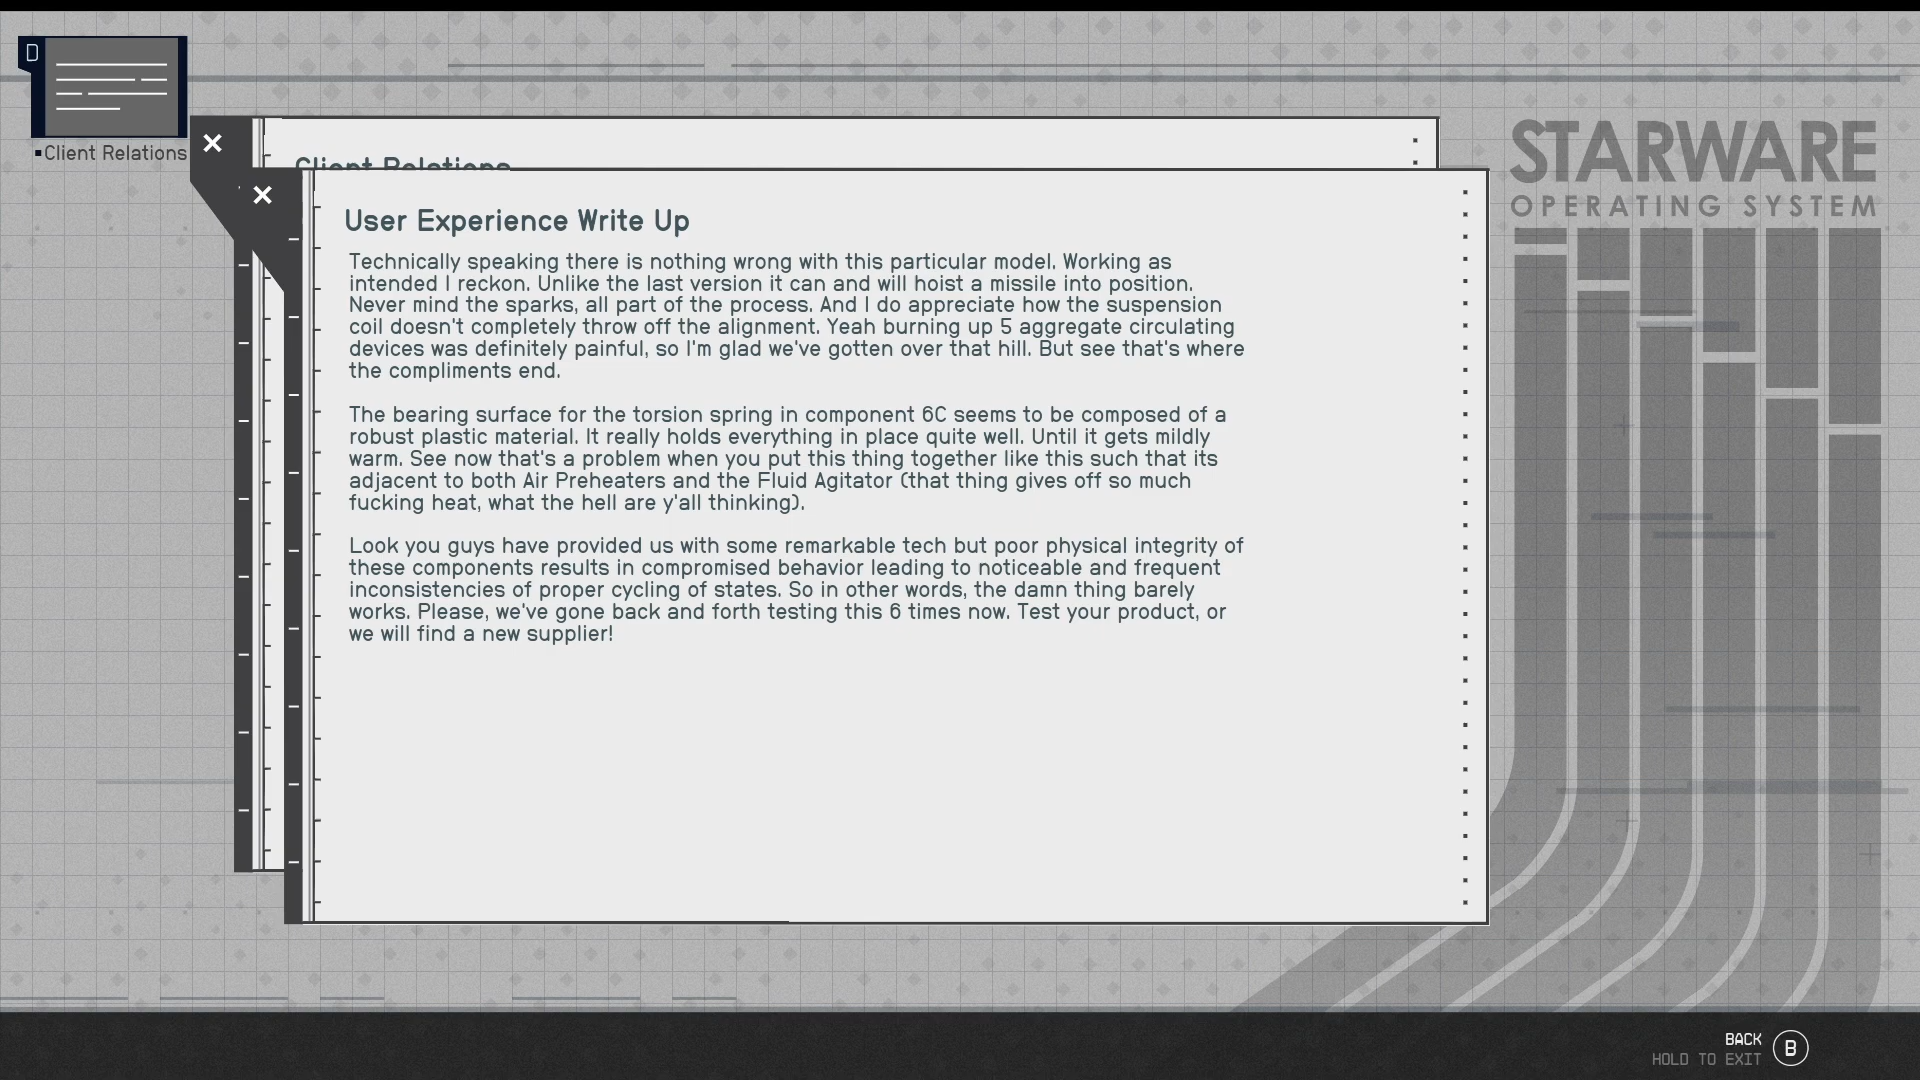 D
Client Relations
STARWARE
OPERATING SYSTEM
Client Relations
User Experience Write Up
Technically speaking there is nothing wrong with this particular model. Working as
intended I reckon. Unlike the last version it can and will hoist a missile into position.
Never mind the sparks, all part of the process. And I do appreciate how the suspension
coil doesn't completely throw off the alignment. Yeah burning up 5 aggregate circulating
devices was definitely painful, so I'm glad we've gotten over that hill. But see that's where
the compliments end.
The bearing surface for the torsion spring in component 6C seems to be composed of a
robust plastic material. It really holds everything in place quite well. Until it gets mildly
warm. See now that's a problem when you put this thing together like this such that its
adjacent to both Air Preheaters and the Fluid Agitator (that thing gives off so much
fucking heat, what the hell are y'all thinking).
Look you guys have provided us with some remarkable tech but poor physical integrity of
these components results in compromised behavior leading to noticeable and frequent
inconsistencies of proper cycling of states. So in other words, the damn thing barely
works. Please, we've gone back and forth testing this 6 times now. Test your product, or
we will find a new supplier!
BACK
B
HOLD TO EXIT